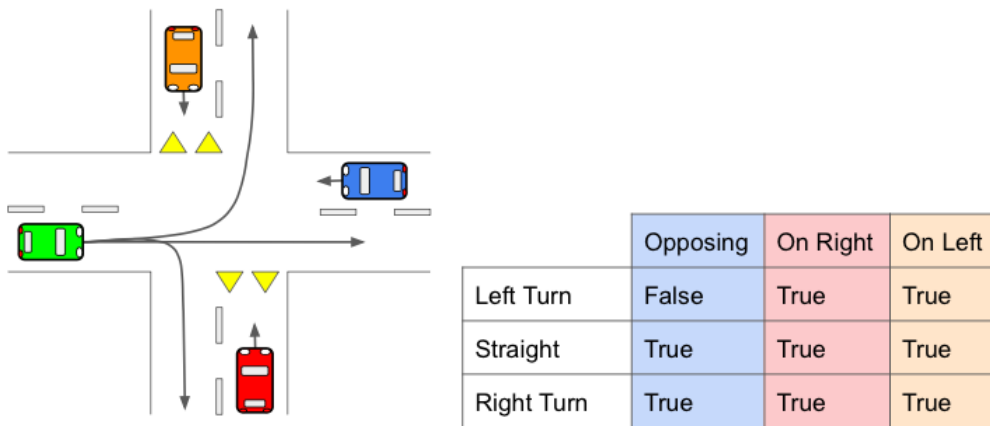 Opposing On Right On Left
Left Turn False True True
Straight True True True
Right Turn True True True